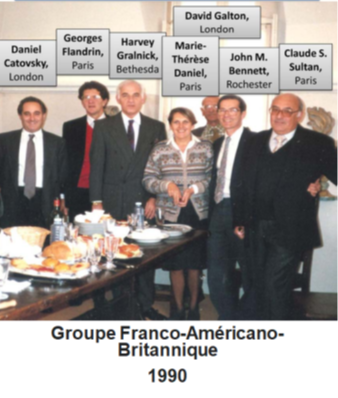 David Galton,
London
Daniel
Catovsky,
London
Georges
Flandrin,
Paris
Harvey
Gralnick,
Bethesda
Marie-
Thérèse
Daniel,
Paris
John M.
Bennett,
Rochester
Claude S.
Sultan,
Paris
Groupe Franco-Américano-
Britannique
1990